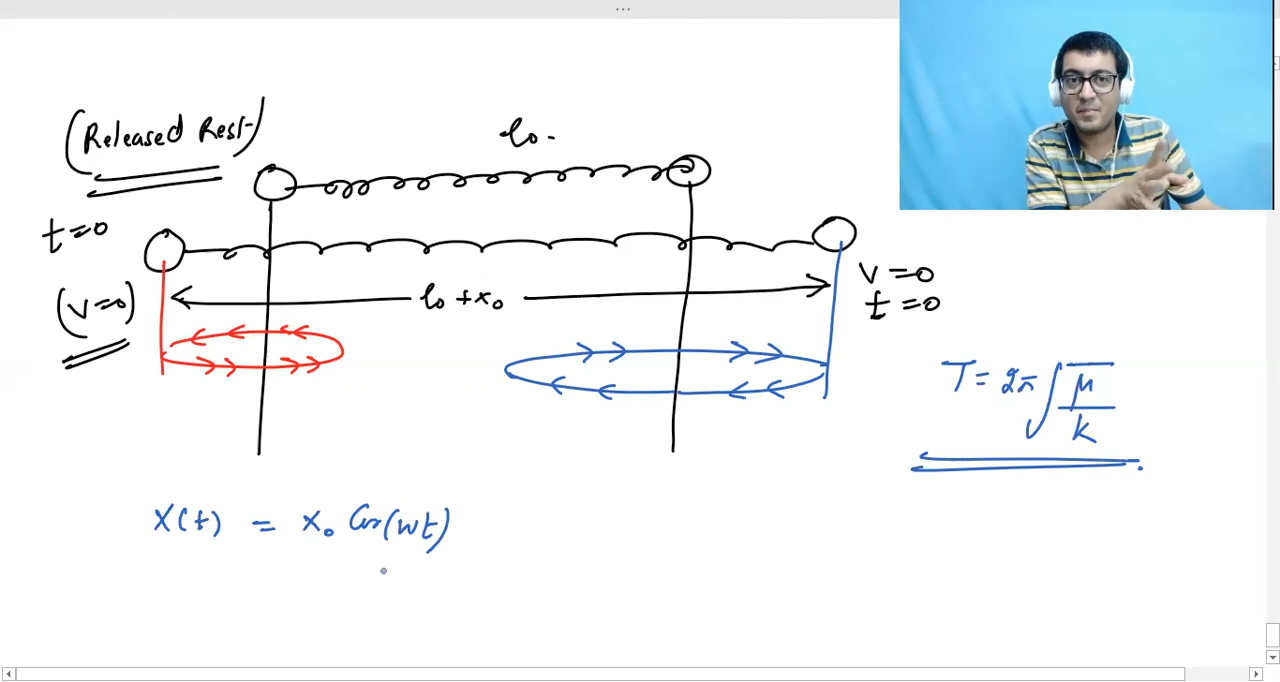 (Released Rest)
l₀
t=0
(v=0)
l₀ + x₀
v=0
t=0
T = 2π √(μ/k)
X(t) = X₀ Cos(ωt)